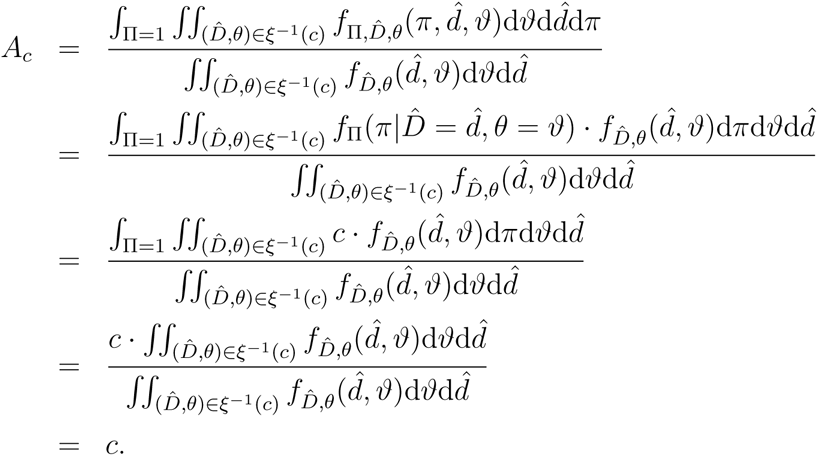 A_c = \frac{\int_{\Pi=1} \iint_{(\hat{D},\theta)\in\xi^{-1}(c)} f_{\Pi,\hat{D},\theta}(\pi,\hat{d},\vartheta)\mathrm{d}\vartheta\mathrm{d}\hat{d}\mathrm{d}\pi}{\iint_{(\hat{D},\theta)\in\xi^{-1}(c)} f_{\hat{D},\theta}(\hat{d},\vartheta)\mathrm{d}\vartheta\mathrm{d}\hat{d}}
= \frac{\int_{\Pi=1} \iint_{(\hat{D},\theta)\in\xi^{-1}(c)} f_{\Pi}(\pi|\hat{D}=\hat{d},\theta=\vartheta) \cdot f_{\hat{D},\theta}(\hat{d},\vartheta)\mathrm{d}\pi\mathrm{d}\vartheta\mathrm{d}\hat{d}}{\iint_{(\hat{D},\theta)\in\xi^{-1}(c)} f_{\hat{D},\theta}(\hat{d},\vartheta)\mathrm{d}\vartheta\mathrm{d}\hat{d}}
= \frac{\int_{\Pi=1} \iint_{(\hat{D},\theta)\in\xi^{-1}(c)} c \cdot f_{\hat{D},\theta}(\hat{d},\vartheta)\mathrm{d}\pi\mathrm{d}\vartheta\mathrm{d}\hat{d}}{\iint_{(\hat{D},\theta)\in\xi^{-1}(c)} f_{\hat{D},\theta}(\hat{d},\vartheta)\mathrm{d}\vartheta\mathrm{d}\hat{d}}
= \frac{c \cdot \iint_{(\hat{D},\theta)\in\xi^{-1}(c)} f_{\hat{D},\theta}(\hat{d},\vartheta)\mathrm{d}\vartheta\mathrm{d}\hat{d}}{\iint_{(\hat{D},\theta)\in\xi^{-1}(c)} f_{\hat{D},\theta}(\hat{d},\vartheta)\mathrm{d}\vartheta\mathrm{d}\hat{d}}
= c.